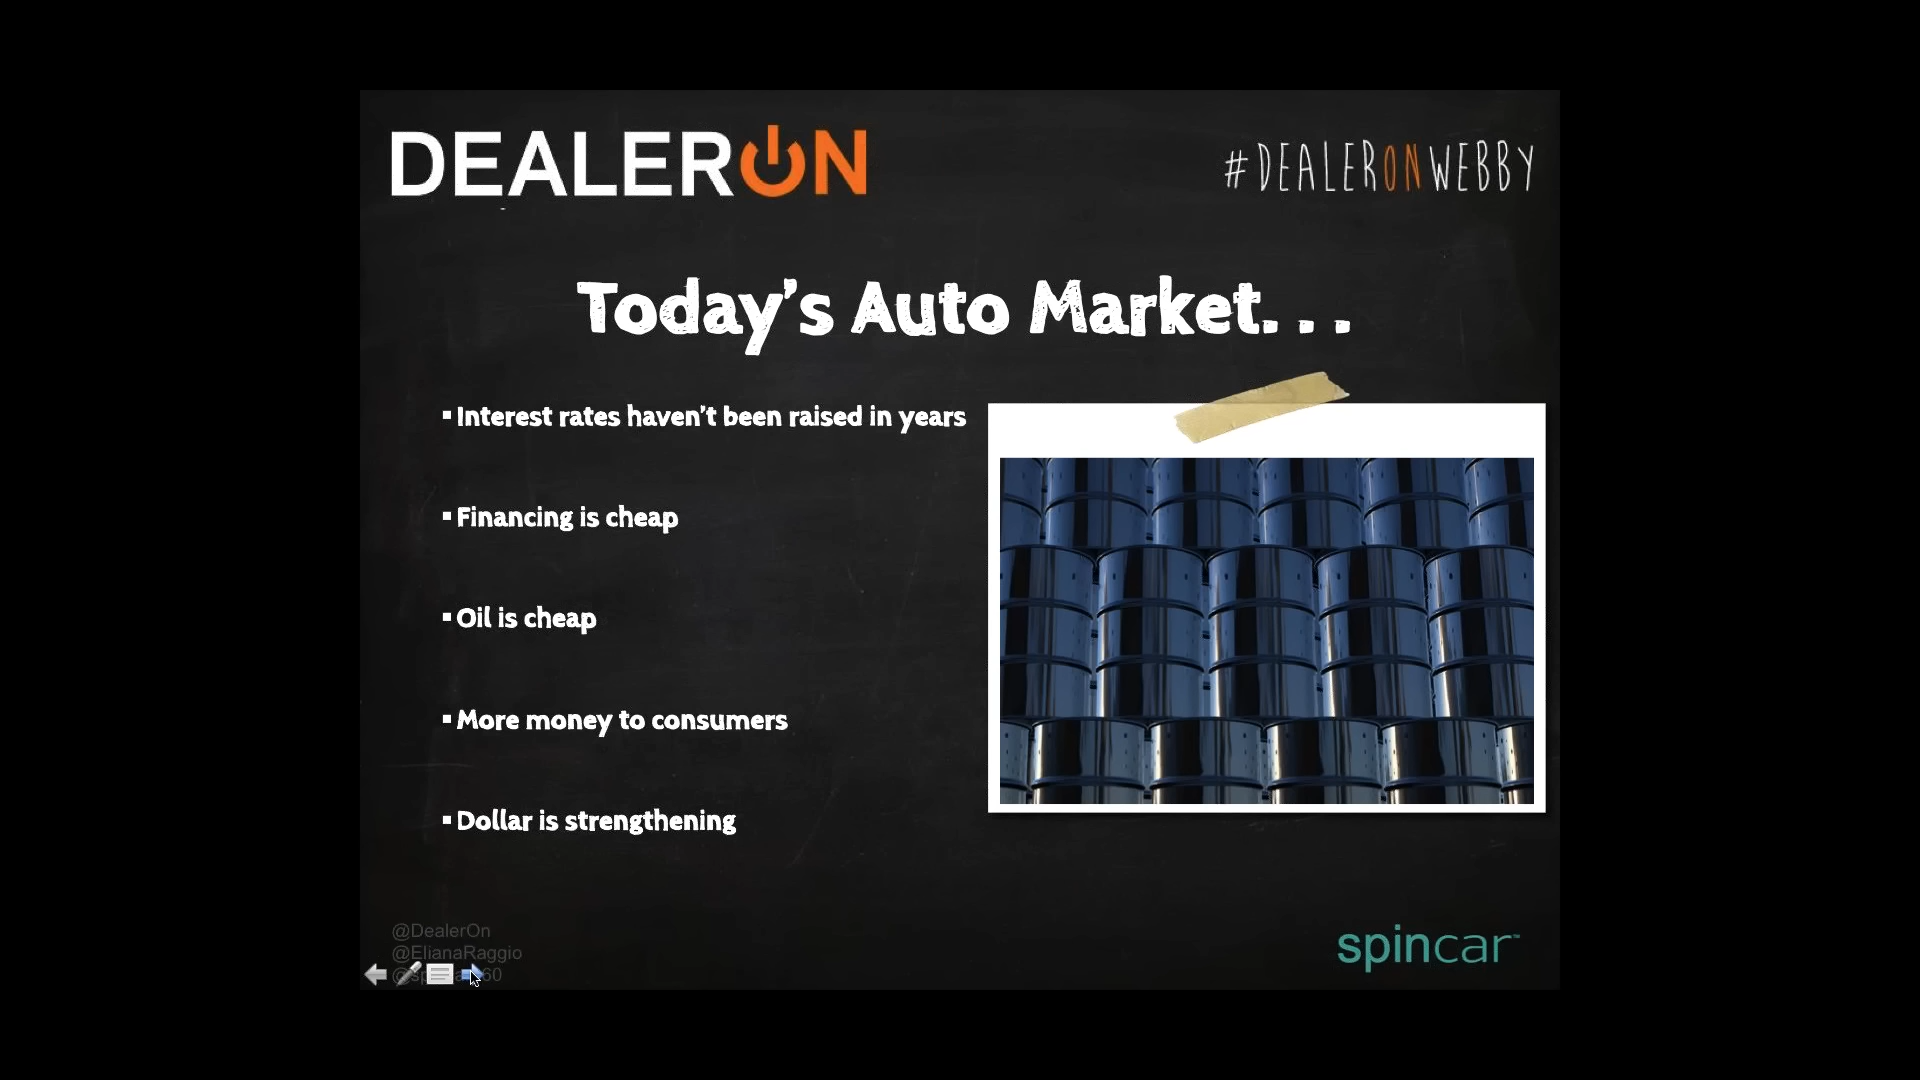 DEALERON
#DEALERONWEBBY
Today's Auto Market. . .
▪ Interest rates haven't been raised in years
▪ Financing is cheap
▪ Oil is cheap
▪ More money to consumers
▪ Dollar is strengthening
@DealerOn
@ElianaRaggio
spincar™